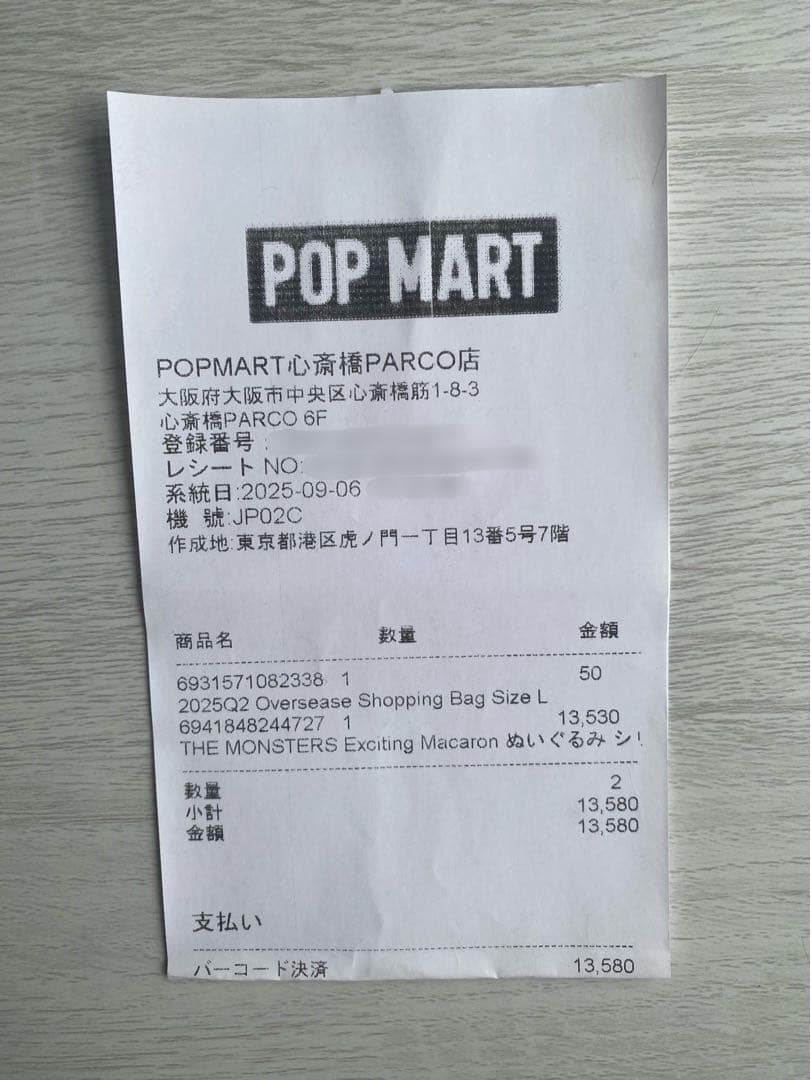 POP MART
POPMART心斎橋PARCO店
大阪府大阪市中央区心斎橋筋1-8-3
心斎橋PARCO 6F
登録番号:
レシートNO:
系統日:2025-09-06
機 號:JP02C
作成地:東京都港区虎ノ門一丁目13番5号7階
商品名 數量 金額
6931571082338 1 50
2025Q2 Oversease Shopping Bag Size L
6941848244727 1 13,530
THE MONSTERS Exciting Macaron ぬいぐるみ シリ
數量 2
小計 13,580
金額 13,580
支払い
バーコード決済 13,580